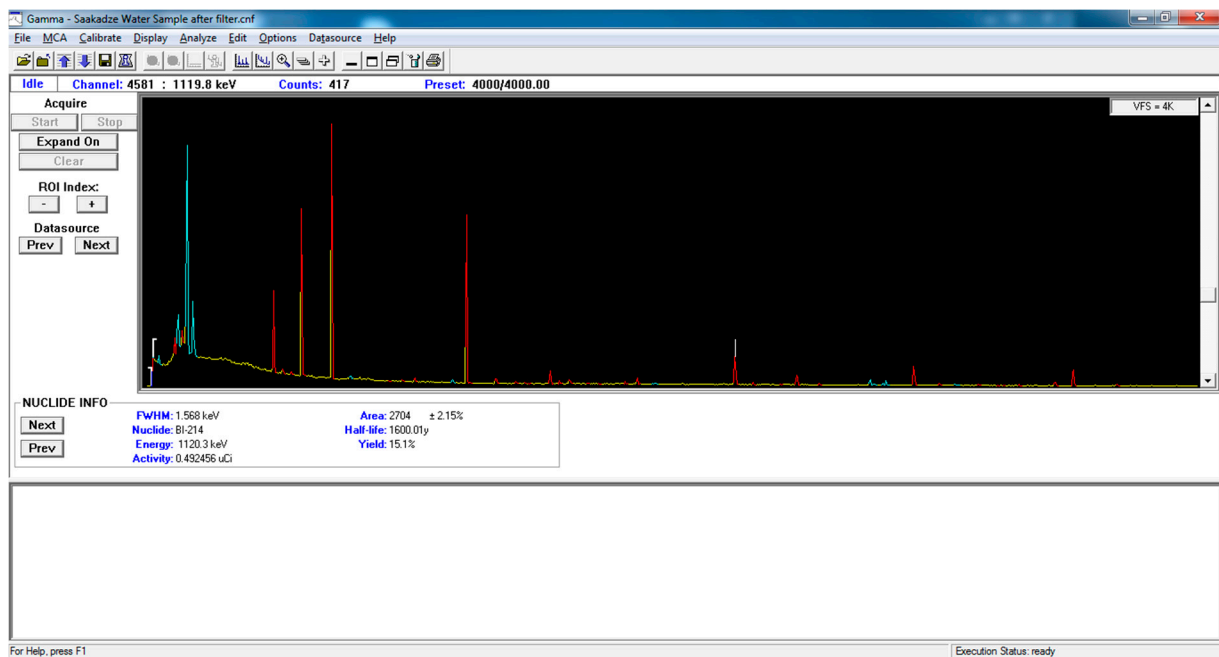 Gamma - Saakadze Water Sample after filter.cnf
File MCA Calibrate Display Analyze Edit Options Datasource Help
Idle Channel: 4581 : 1119.8 keV Counts: 417 Preset: 4000/4000.00
Acquire
Start Stop
Expand On
Clear
ROI Index:
- +
Datasource
Prev Next
VFS = 4K
NUCLIDE INFO
Next
Prev
FWHM: 1.568 keV Area: 2704 ± 2.15%
Nuclide: BI-214 Half-life: 1600.01y
Energy: 1120.3 keV Yield: 15.1%
Activity: 0.492456 uCi
For Help, press F1 Execution Status: ready